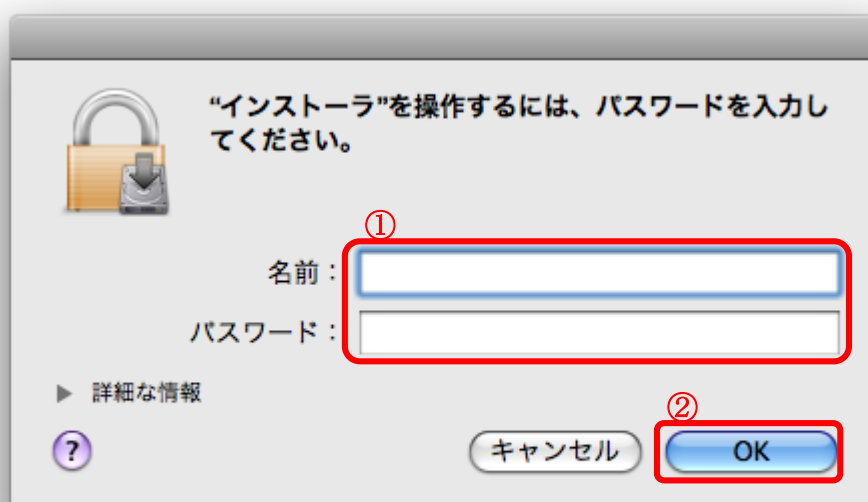 “インストーラ”を操作するには、パスワードを入力し
てください。
①
名前：
パスワード：
▶ 詳細な情報
②
?
キャンセル
OK